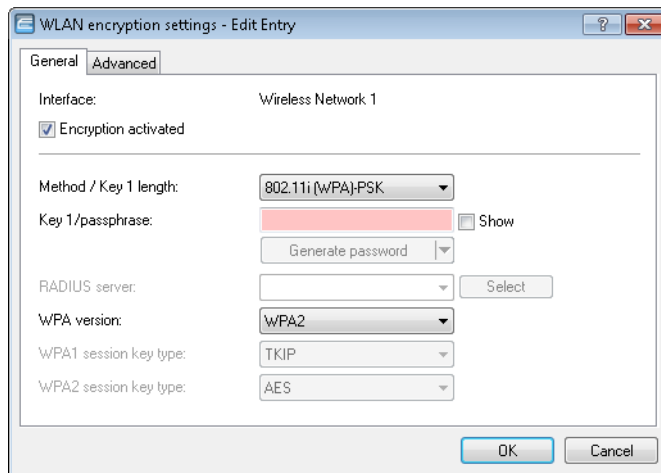 WLAN encryption settings - Edit Entry
General Advanced
Interface: Wireless Network 1
Encryption activated
Method / Key 1 length: 802.11i (WPA)-PSK
Key 1/passphrase: Show
Generate password
RADIUS server: Select
WPA version: WPA2
WPA1 session key type: TKIP
WPA2 session key type: AES
OK Cancel